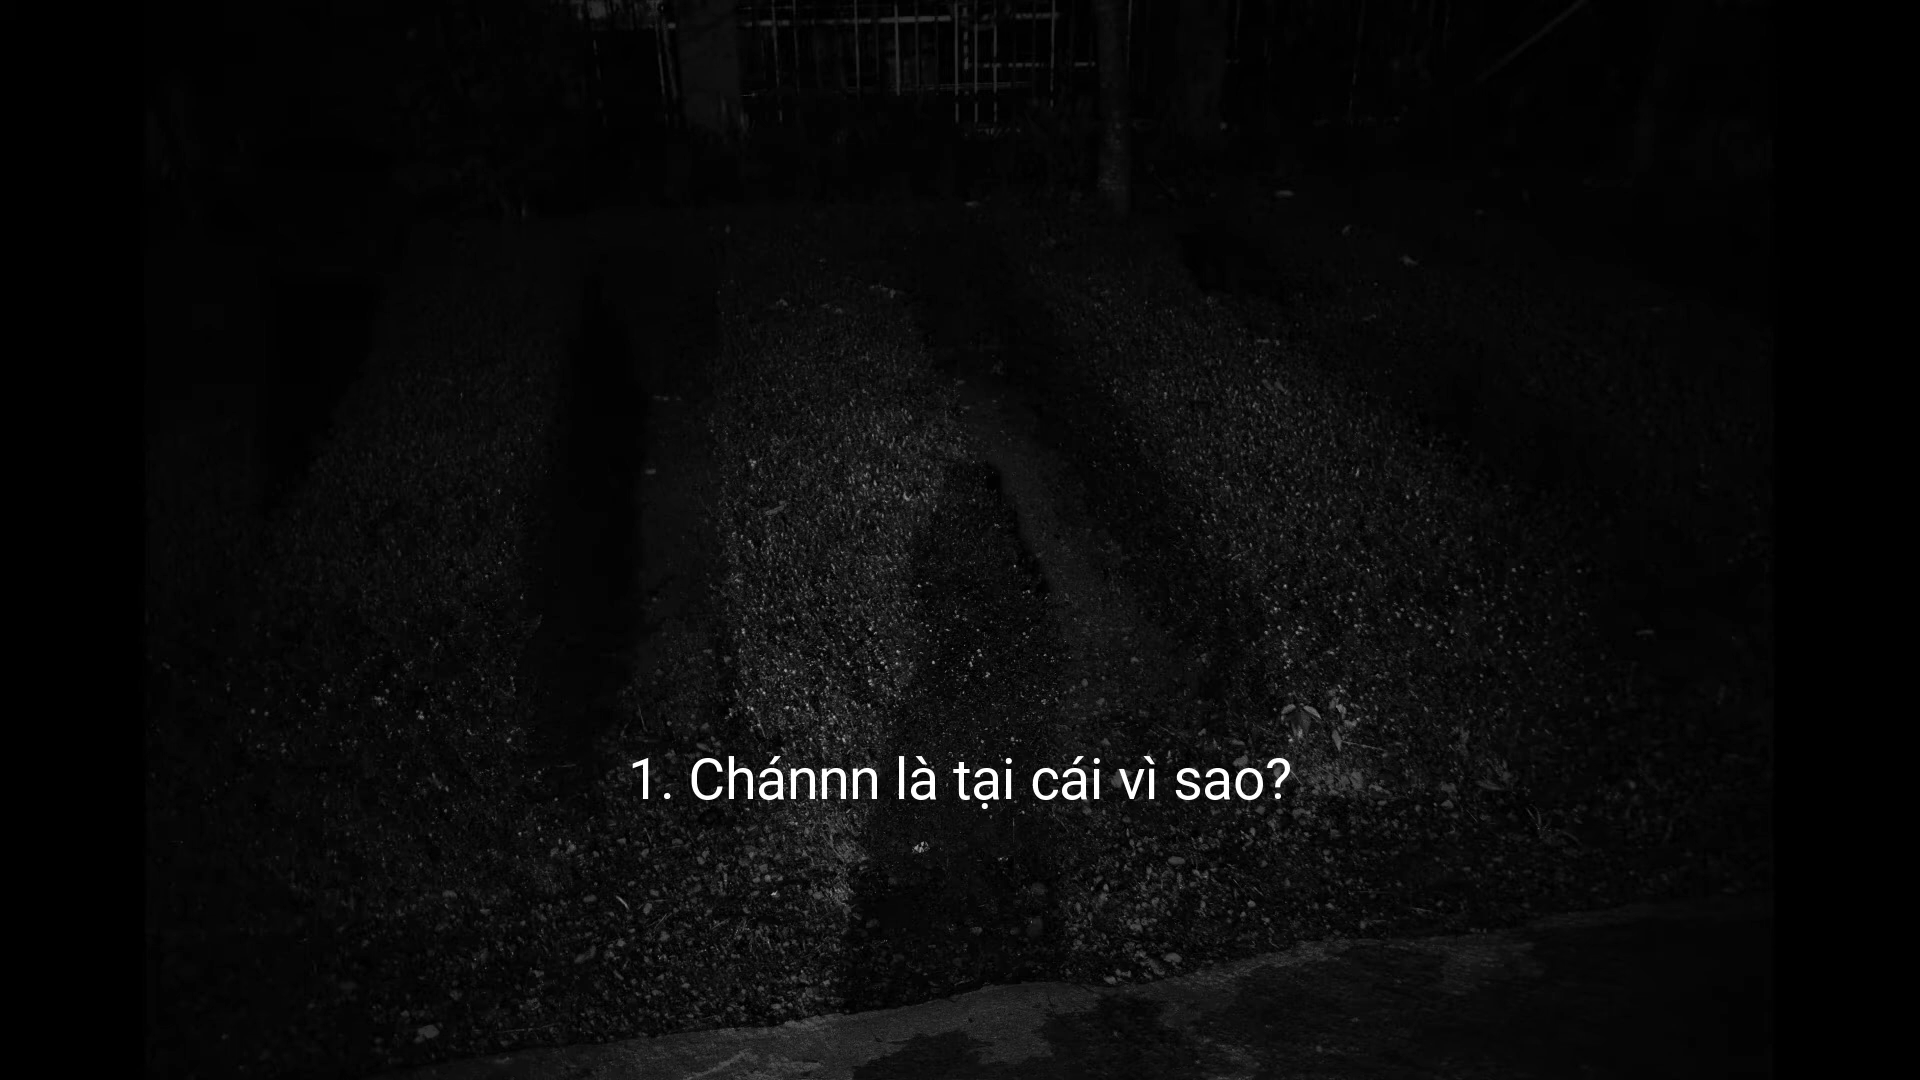 1. Chánnn là tại cái vì sao?